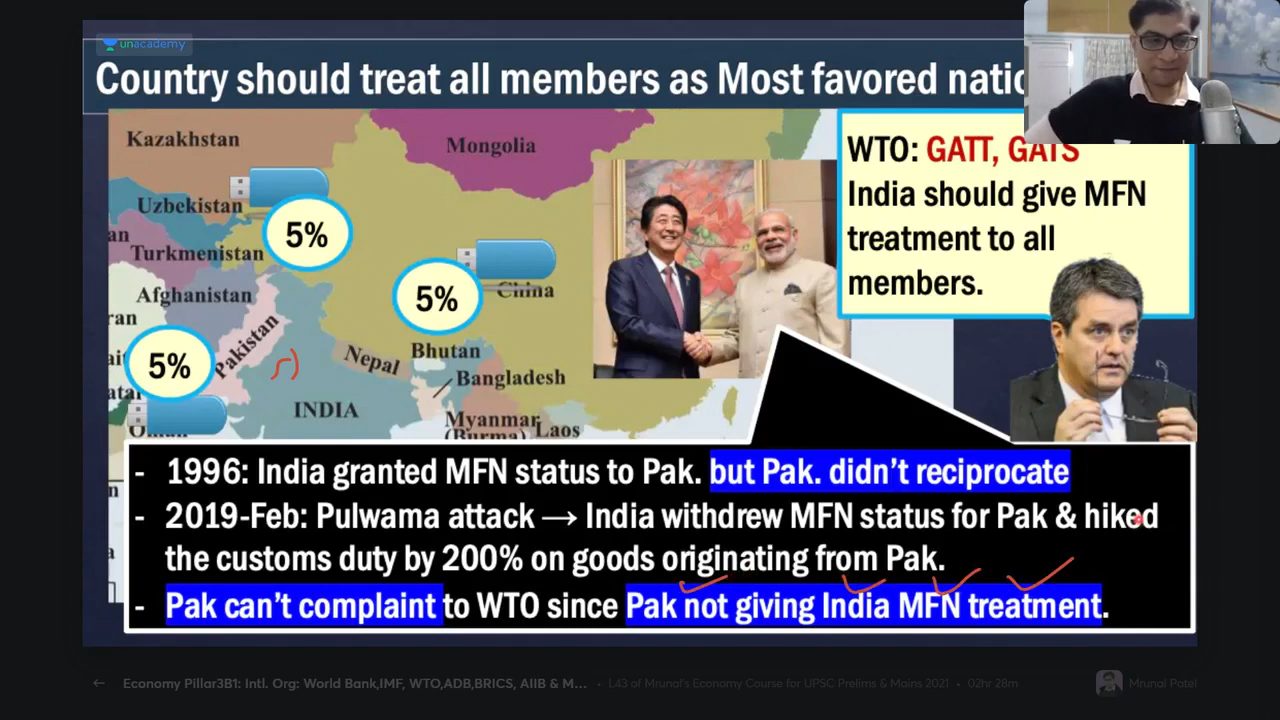 unacademy
Country should treat all members as Most favored natio
Kazakhstan
Mongolia
WTO: GATT, GATS
India should give MFN
treatment to all
members.
Uzbekistan
5%
an
Turkmenistan
Afghanistan
5%
China
ran
Pakistan
5%
Nepal
Bhutan
Bangladesh
INDIA
Myanmar
(Burma)
Laos
Oman
- 1996: India granted MFN status to Pak. but Pak. didn’t reciprocate
- 2019-Feb: Pulwama attack → India withdrew MFN status for Pak & hiked
the customs duty by 200% on goods originating from Pak.
- Pak can’t complaint to WTO since Pak not giving India MFN treatment.
← Economy Pillar3B1: Intl. Org: World Bank,IMF, WTO,ADB,BRICS, AIIB & M... • L43 of Mrunal's Economy Course for UPSC Prelims & Mains 2021 • 02hr 28m
Mrunal Patel